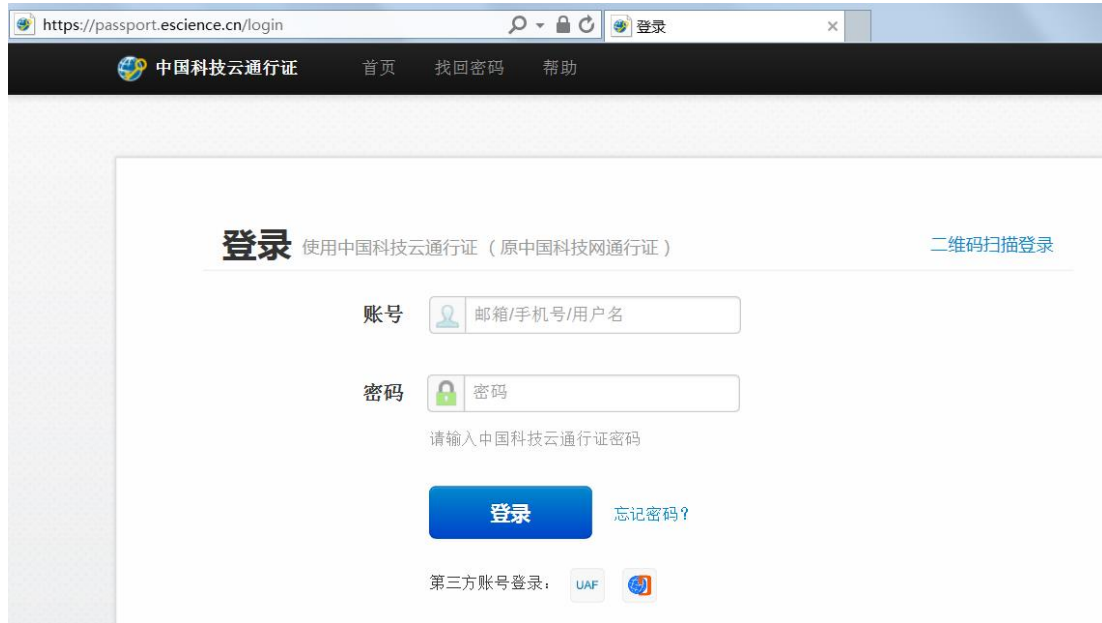 https://passport.escience.cn/login 登录
中国科技云通行证 首页 找回密码 帮助
登录 使用中国科技云通行证（原中国科技网通行证） 二维码扫描登录
账号 邮箱/手机号/用户名
密码 密码
请输入中国科技云通行证密码
登录 忘记密码?
第三方账号登录: UAF